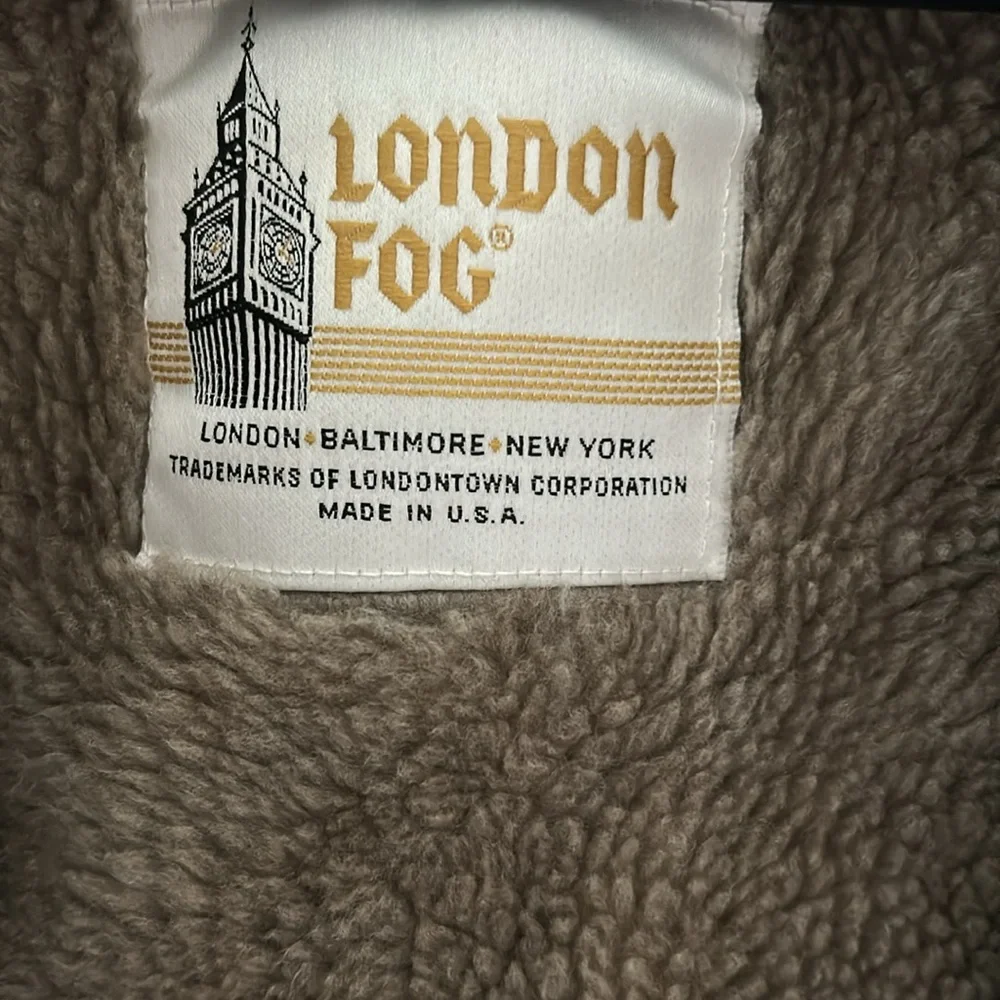 LONDON
FOG®
LONDON⬥BALTIMORE⬥NEW YORK
TRADEMARKS OF LONDONTOWN CORPORATION
MADE IN U.S.A.